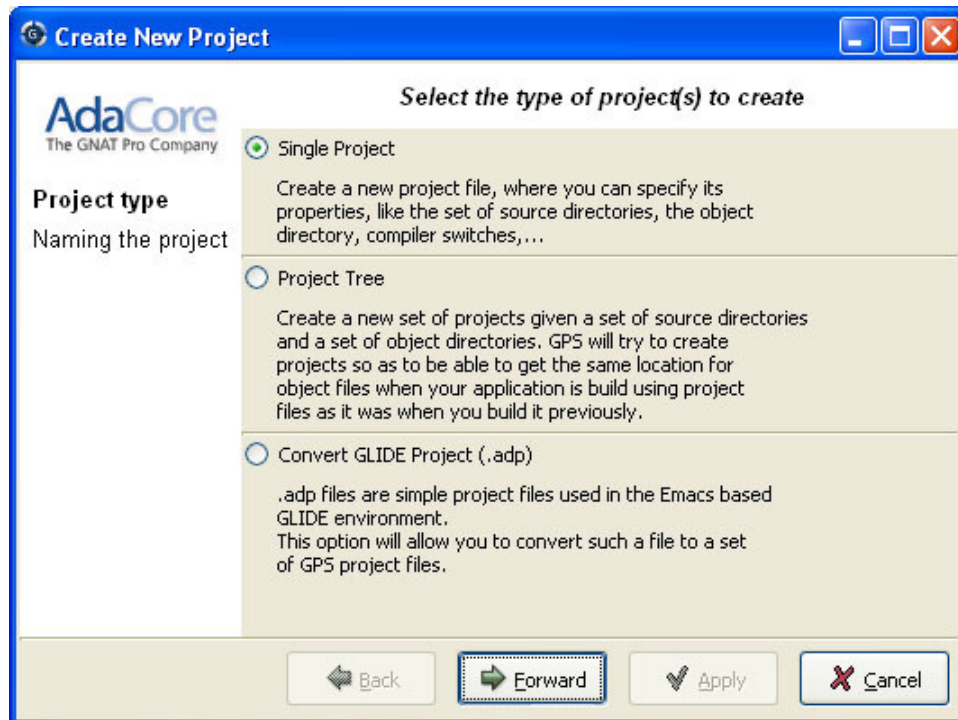 Create New Project
AdaCore
The GNAT Pro Company
Project type
Naming the project
Select the type of project(s) to create
Single Project
Create a new project file, where you can specify its
properties, like the set of source directories, the object
directory, compiler switches,...
Project Tree
Create a new set of projects given a set of source directories
and a set of object directories. GPS will try to create
projects so as to be able to get the same location for
object files when your application is build using project
files as it was when you build it previously.
Convert GLIDE Project (.adp)
.adp files are simple project files used in the Emacs based
GLIDE environment.
This option will allow you to convert such a file to a set
of GPS project files.
Back
Forward
Apply
Cancel